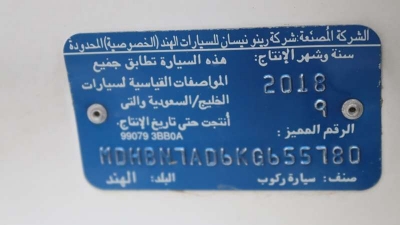 الشركة المصنعة: شركة رينو نيسان للسيارات الهند (الخصوصية) المحدودة
سنة وشهر الإنتاج: هذه السيارة تطابق جميع
2018 المواصفات القياسية لسيارات
٩ الخليج/السعودية والتي
أنتجت حتى تاريخ الإنتاج.
الرقم المميز: 99079 3BB0A
MDHBN7AD6KG655780
صنف: سيارة ركوب البلد: الهند